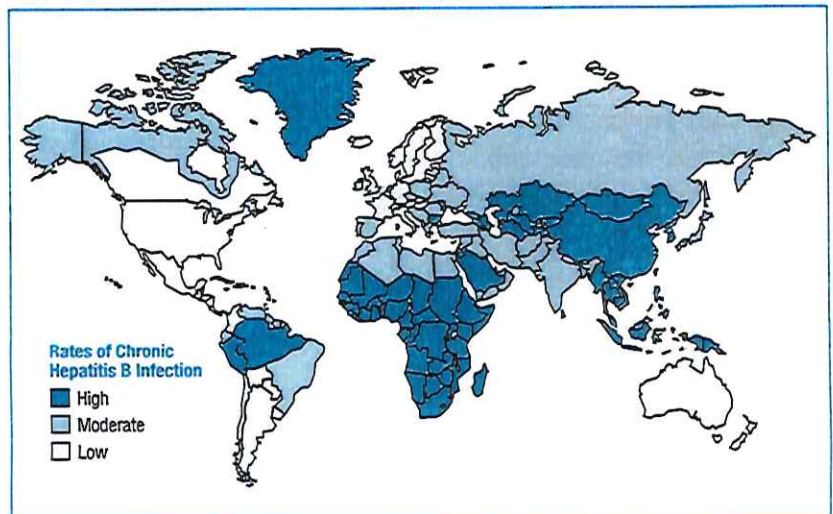 Rates of Chronic
Hepatitis B Infection
High
Moderate
Low